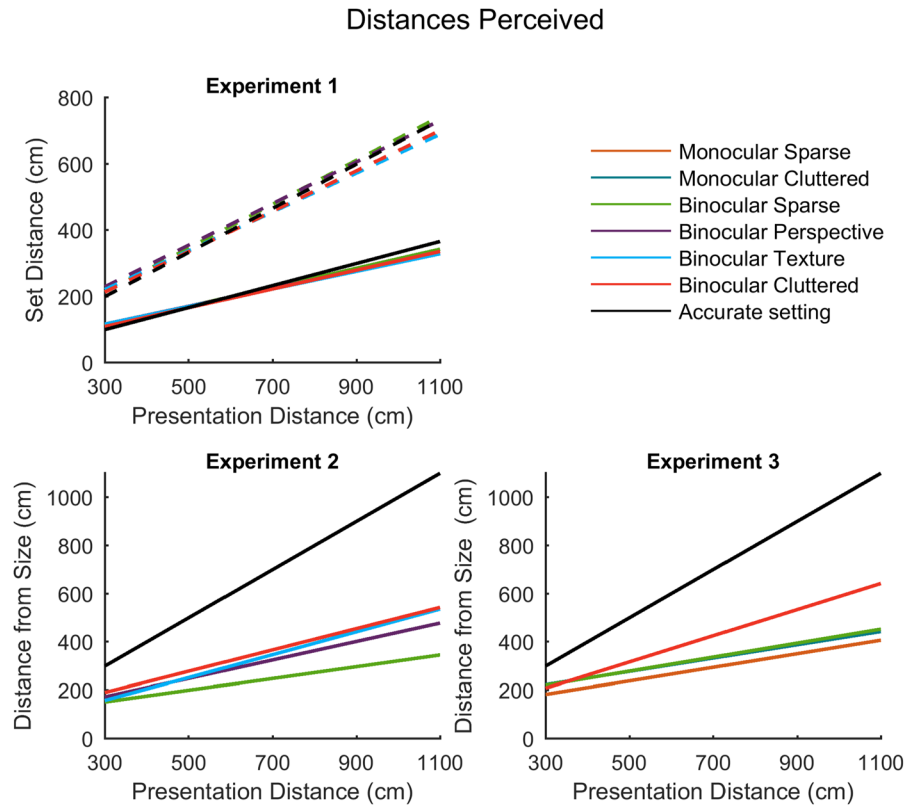 Distances Perceived
Experiment 1
800
600
400
200
0
Set Distance (cm)
300 500 700 900 1100
Presentation Distance (cm)
Monocular Sparse
Monocular Cluttered
Binocular Sparse
Binocular Perspective
Binocular Texture
Binocular Cluttered
Accurate setting
Experiment 2
1000
800
600
400
200
0
Distance from Size (cm)
300 500 700 900 1100
Presentation Distance (cm)
Experiment 3
1000
800
600
400
200
0
Distance from Size (cm)
300 500 700 900 1100
Presentation Distance (cm)